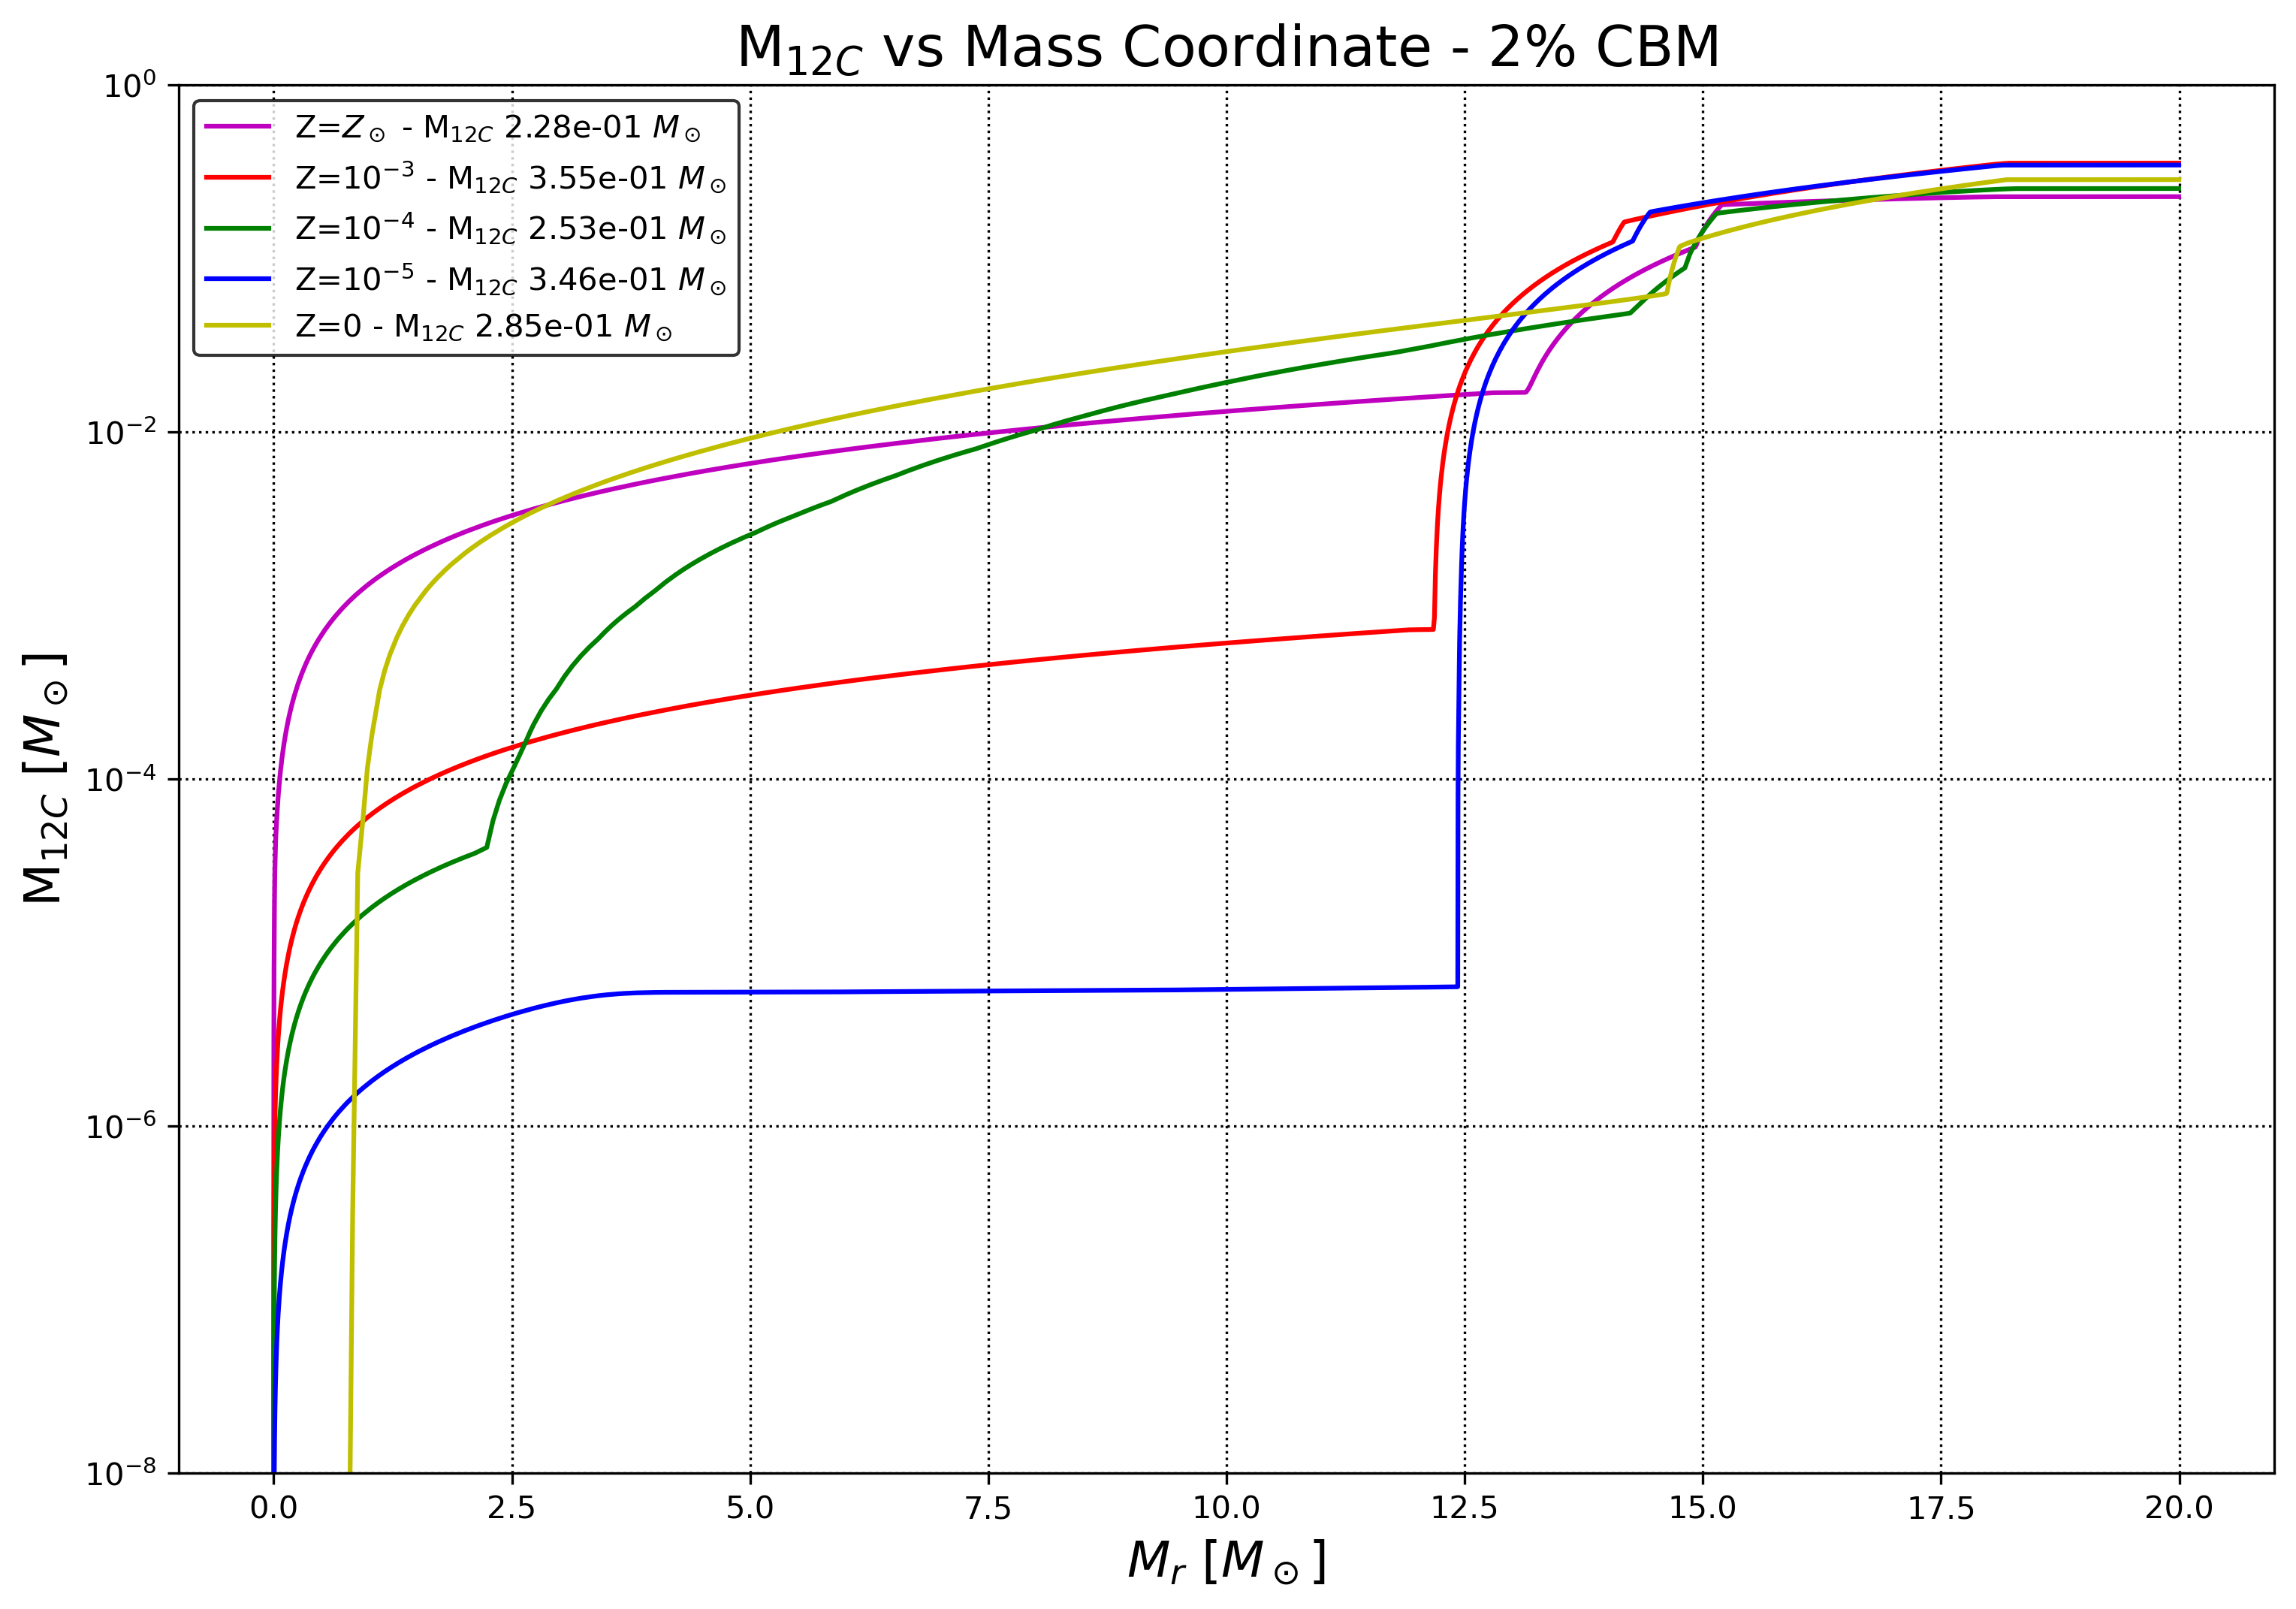 M₁₂C vs Mass Coordinate - 2% CBM
Z=Z⊙ - M₁₂C 2.28e-01 M⊙
Z=10⁻³ - M₁₂C 3.55e-01 M⊙
Z=10⁻⁴ - M₁₂C 2.53e-01 M⊙
Z=10⁻⁵ - M₁₂C 3.46e-01 M⊙
Z=0 - M₁₂C 2.85e-01 M⊙
M₁₂C [M⊙]
10⁰
10⁻²
10⁻⁴
10⁻⁶
10⁻⁸
0.0 2.5 5.0 7.5 10.0 12.5 15.0 17.5 20.0
Mᵣ [M⊙]